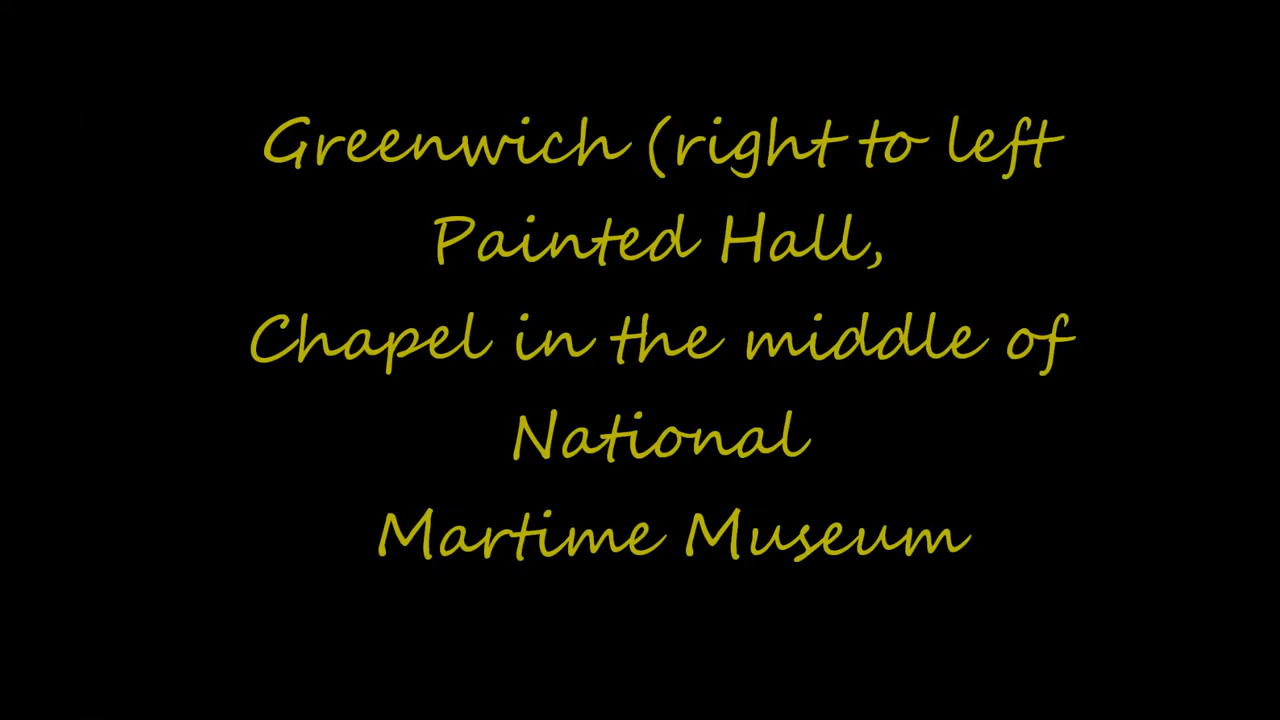 Greenwich (right to left
Painted Hall,
Chapel in the middle of
National
Martime Museum